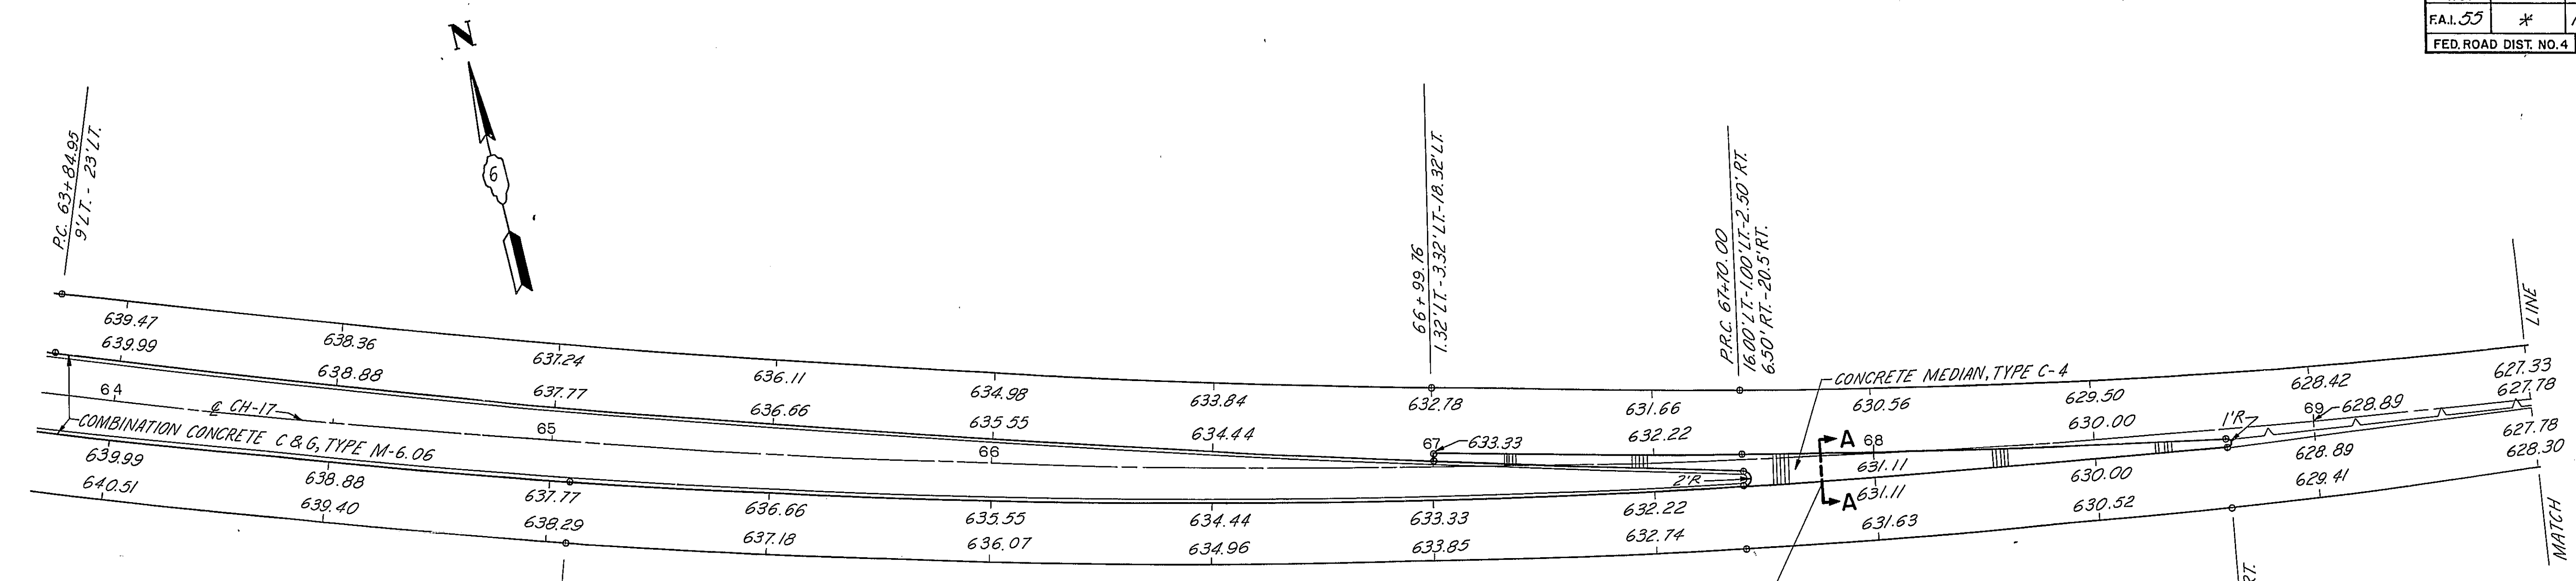 F.A.I. 55 *
FED. ROAD DIST. NO. 4
N
6
P.C. 63+84.95
9'LT. - 23'LT.
66+99.76
1.32'LT.-3.32'LT.-18.32'LT.
P.R.C. 67+70.00
16.00'LT.-1.00'LT.-2.50'RT.
6.50'RT.-20.5'RT.
LINE
639.47
638.36
637.24
636.11
634.98
633.84
632.78
631.66
630.56
629.50
628.42
627.33
CONCRETE MEDIAN, TYPE C-4
639.99
638.88
637.77
636.66
635.55
634.44
633.33
632.22
631.11
630.00
628.89
627.78
64
65
66
67
68
69
1'R
2'R
A
A
℄ CH-17
COMBINATION CONCRETE C & G, TYPE M-6.06
639.99
638.88
637.77
636.66
635.55
634.44
633.33
632.22
631.11
630.00
628.89
627.78
640.51
639.40
638.29
637.18
636.07
634.96
633.85
632.74
631.63
630.52
629.41
628.30
RT.
MATCH